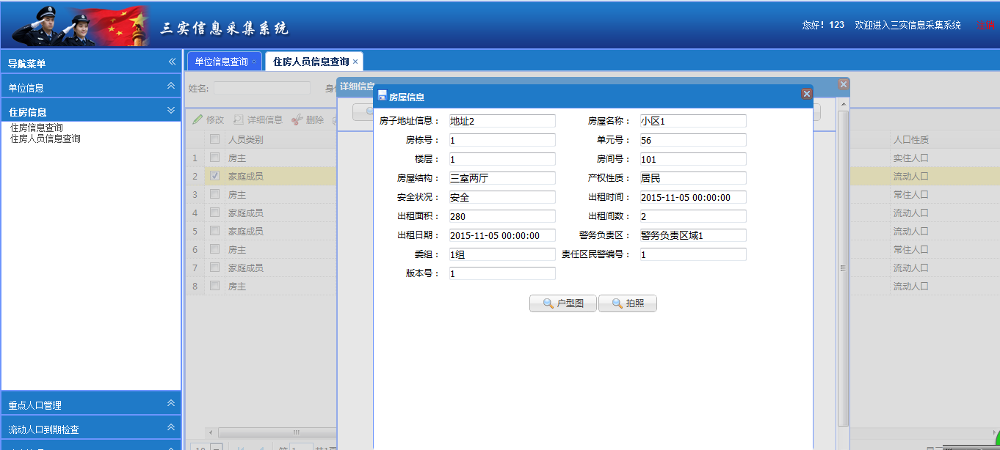 三实信息采集系统
您好！123 欢迎进入三实信息采集系统
导航菜单
单位信息
住房信息
住房信息查询
住房人员信息查询
重点人口管理
流动人口到期检查
单位信息查询 住房人员信息查询
姓名:
修改 详细信息 删除
人员类别 人口性质
1 房主 实住人口
2 家庭成员 流动人口
3 房主 常住人口
4 家庭成员 流动人口
5 家庭成员 流动人口
6 房主 常住人口
7 家庭成员 流动人口
8 房主 流动人口
详细信息
房屋信息
房子地址信息： 地址2 房屋名称： 小区1
房栋号： 1 单元号： 56
楼层： 1 房间号： 101
房屋结构： 三室两厅 产权性质： 居民
安全状况： 安全 出租时间： 2015-11-05 00:00:00
出租面积： 280 出租间数： 2
出租日期： 2015-11-05 00:00:00 警务负责区： 警务负责区域1
委组： 1组 责任区民警编号： 1
版本号： 1
户型图 拍照